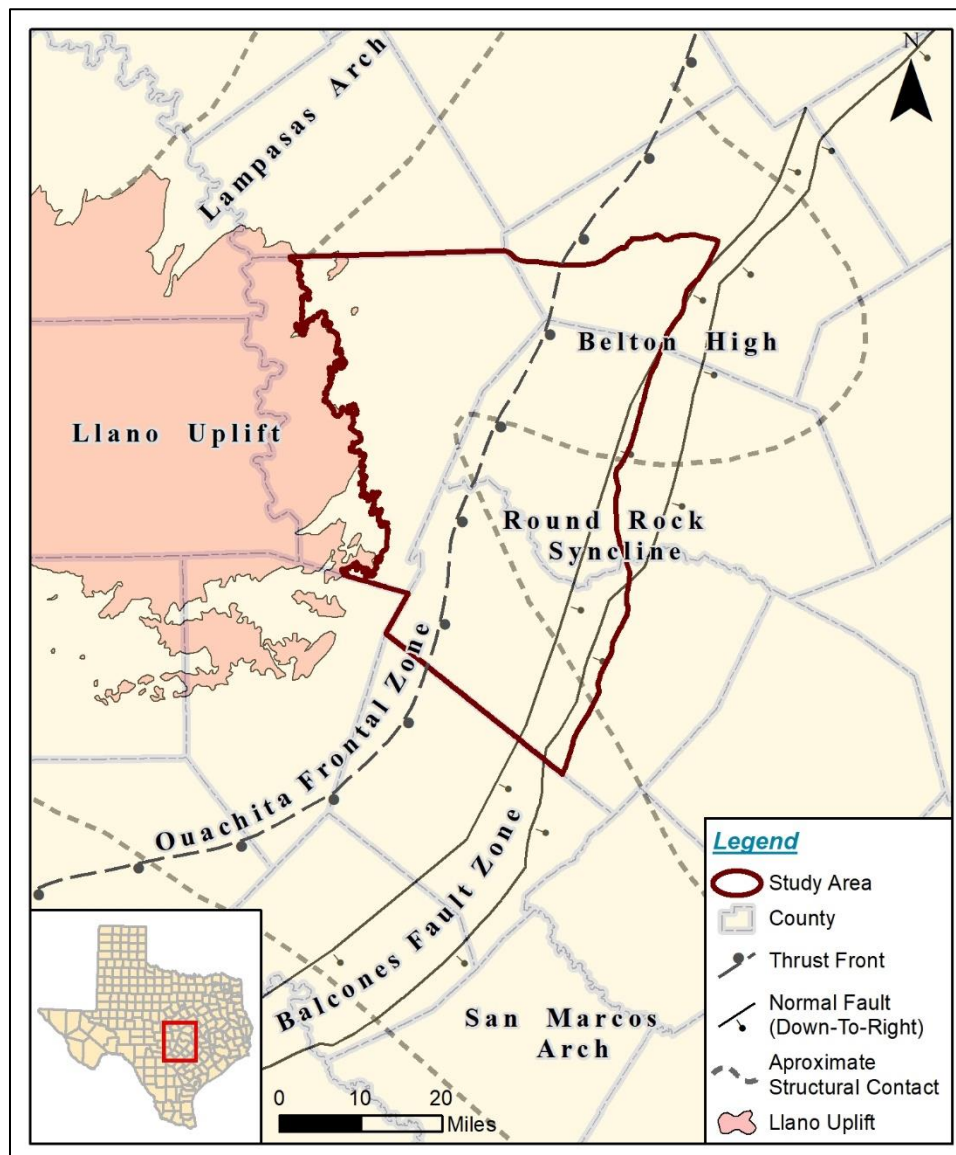 N
Lampasas Arch
Belton High
Llano Uplift
Round Rock
Syncline
Ouachita Frontal Zone
Balcones Fault Zone
San Marcos
Arch
Legend
Study Area
County
Thrust Front
Normal Fault
(Down-To-Right)
Aproximate
Structural Contact
Llano Uplift
0 10 20
Miles